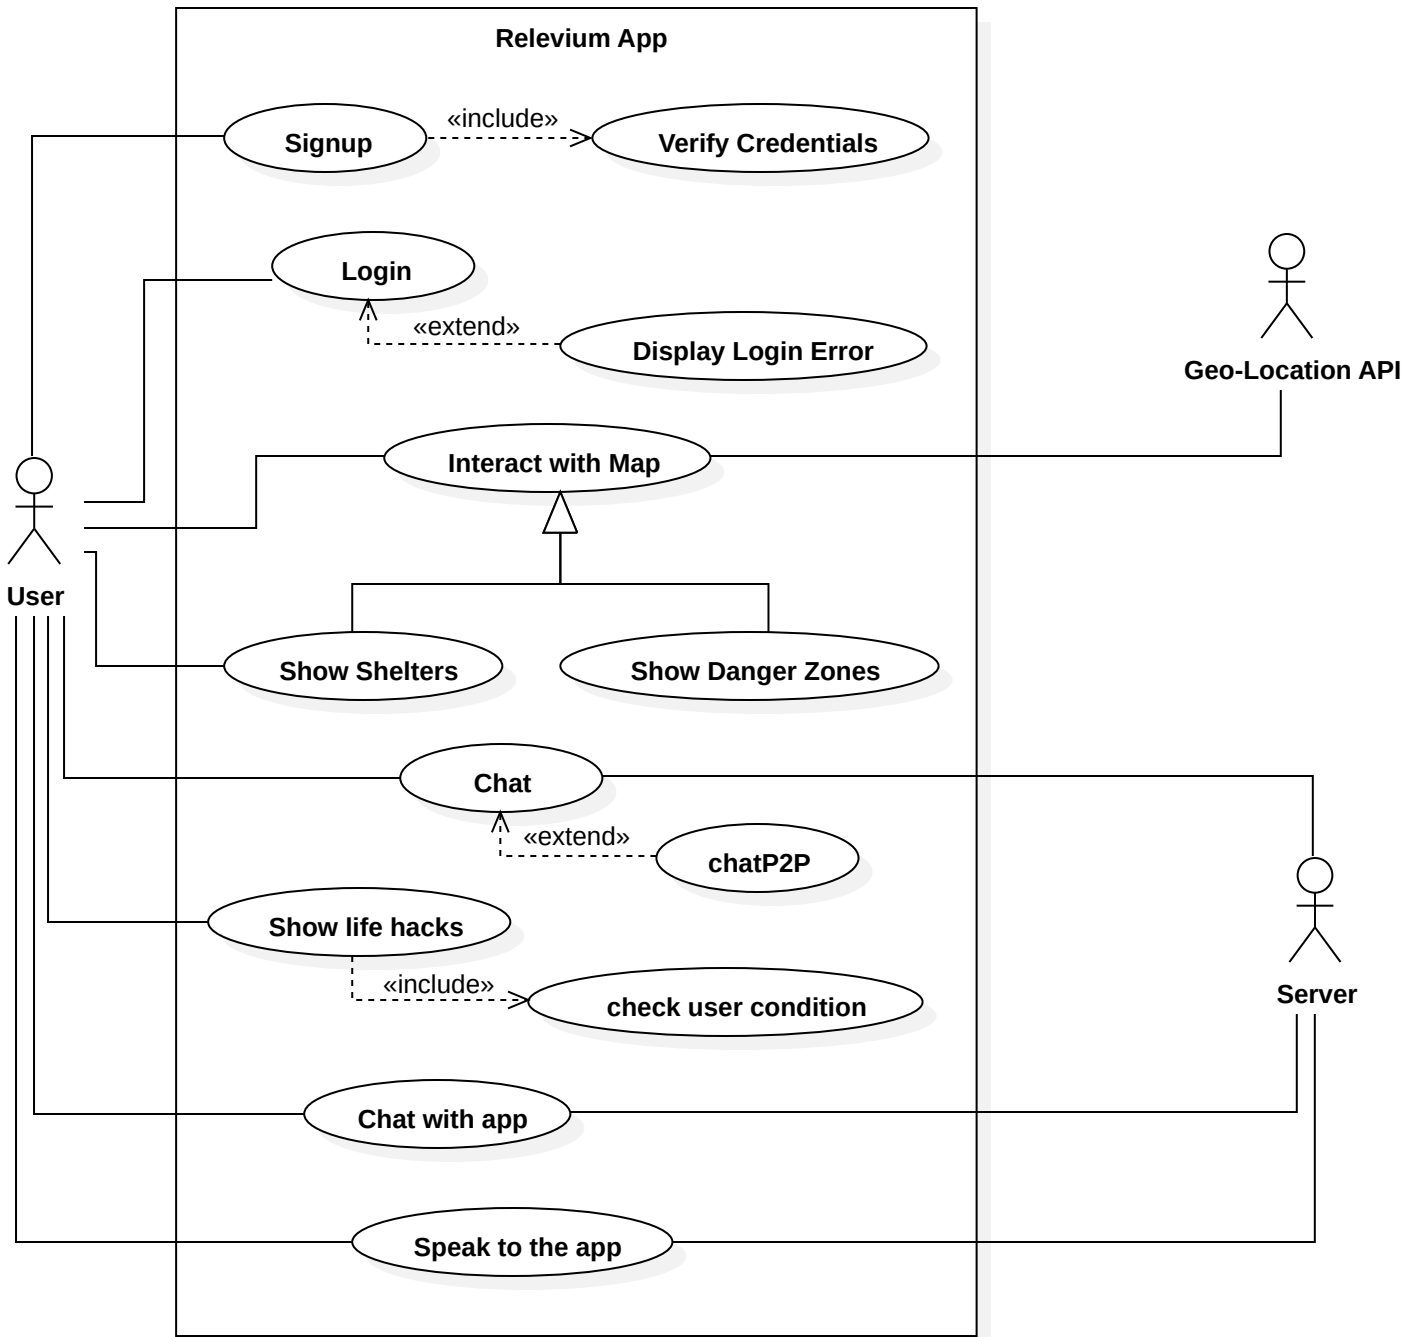 Relevium App
Signup
«include»
Verify Credentials
Login
«extend»
Display Login Error
Geo-Location API
Interact with Map
User
Show Shelters
Show Danger Zones
Chat
«extend»
chatP2P
Show life hacks
«include»
check user condition
Server
Chat with app
Speak to the app